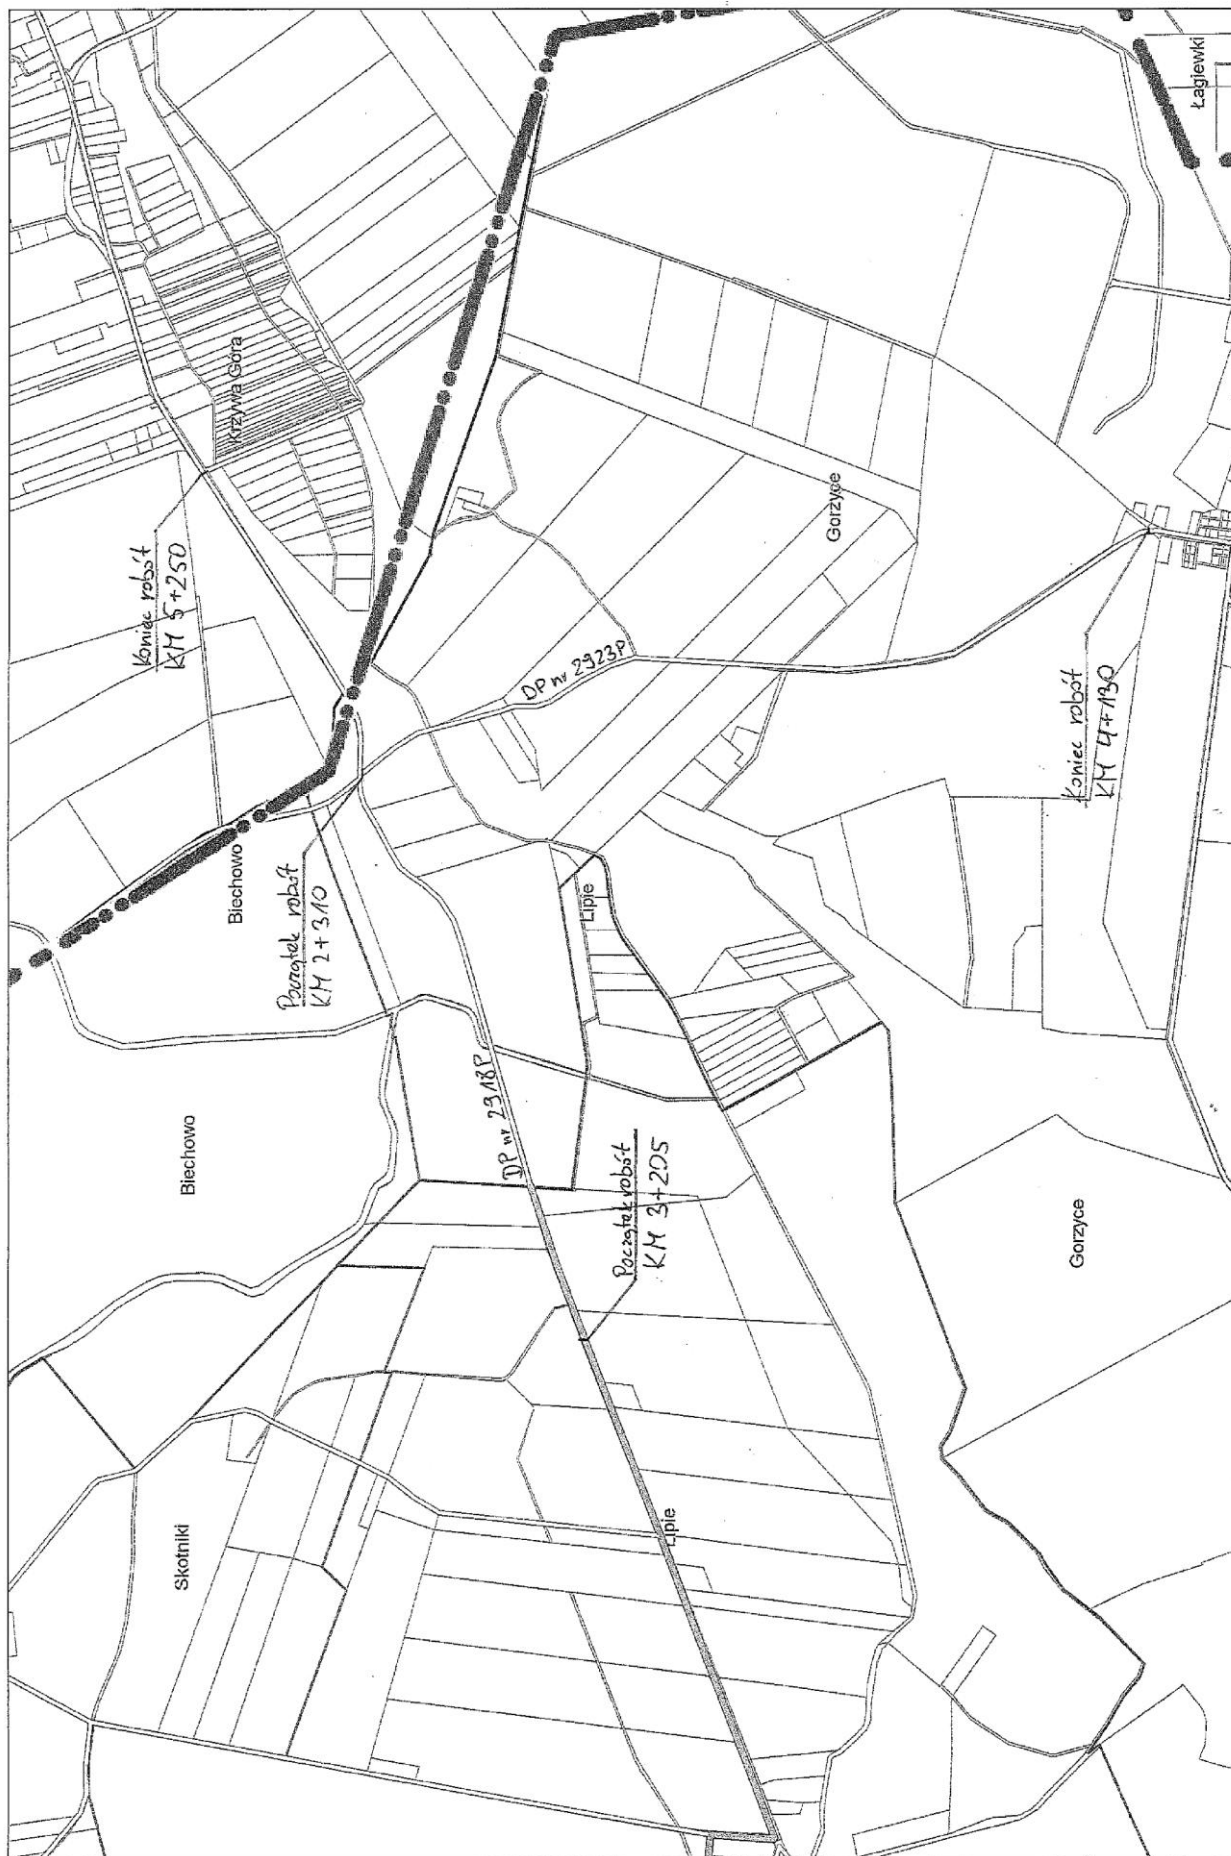 Łagiewki
Krzywa Góra
Koniec robót
KM 5+250
Gorzyce
DP nr 2923P
Koniec robót
KM 4+130
Biechowo
Początek robót
KM 2+310
Lipie
Biechowo
DP nr 2918P
Początek robót
KM 3+205
Gorzyce
Skotniki
Lipie